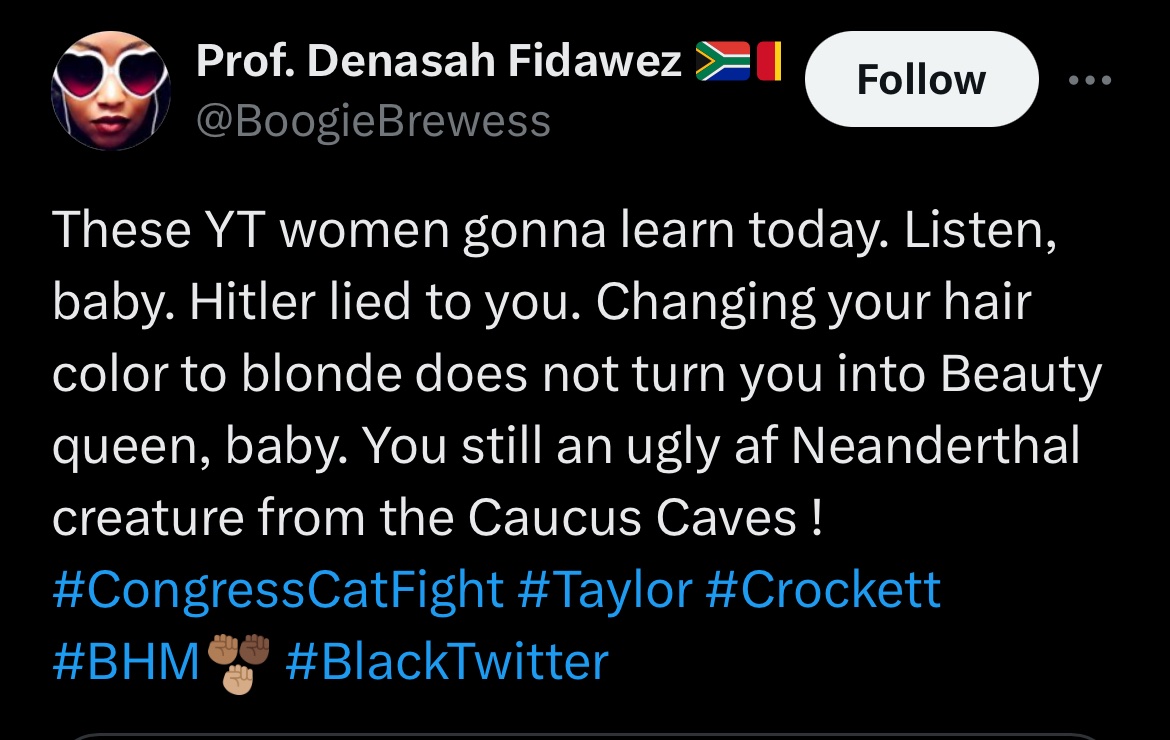 Prof. Denasah Fidawez 🇿🇦
Follow
@BoogieBrewess
These YT women gonna learn today. Listen,
baby. Hitler lied to you. Changing your hair
color to blonde does not turn you into Beauty
queen, baby. You still an ugly af Neanderthal
creature from the Caucus Caves !
#CongressCatFight #Taylor #Crockett
#BHM #BlackTwitter